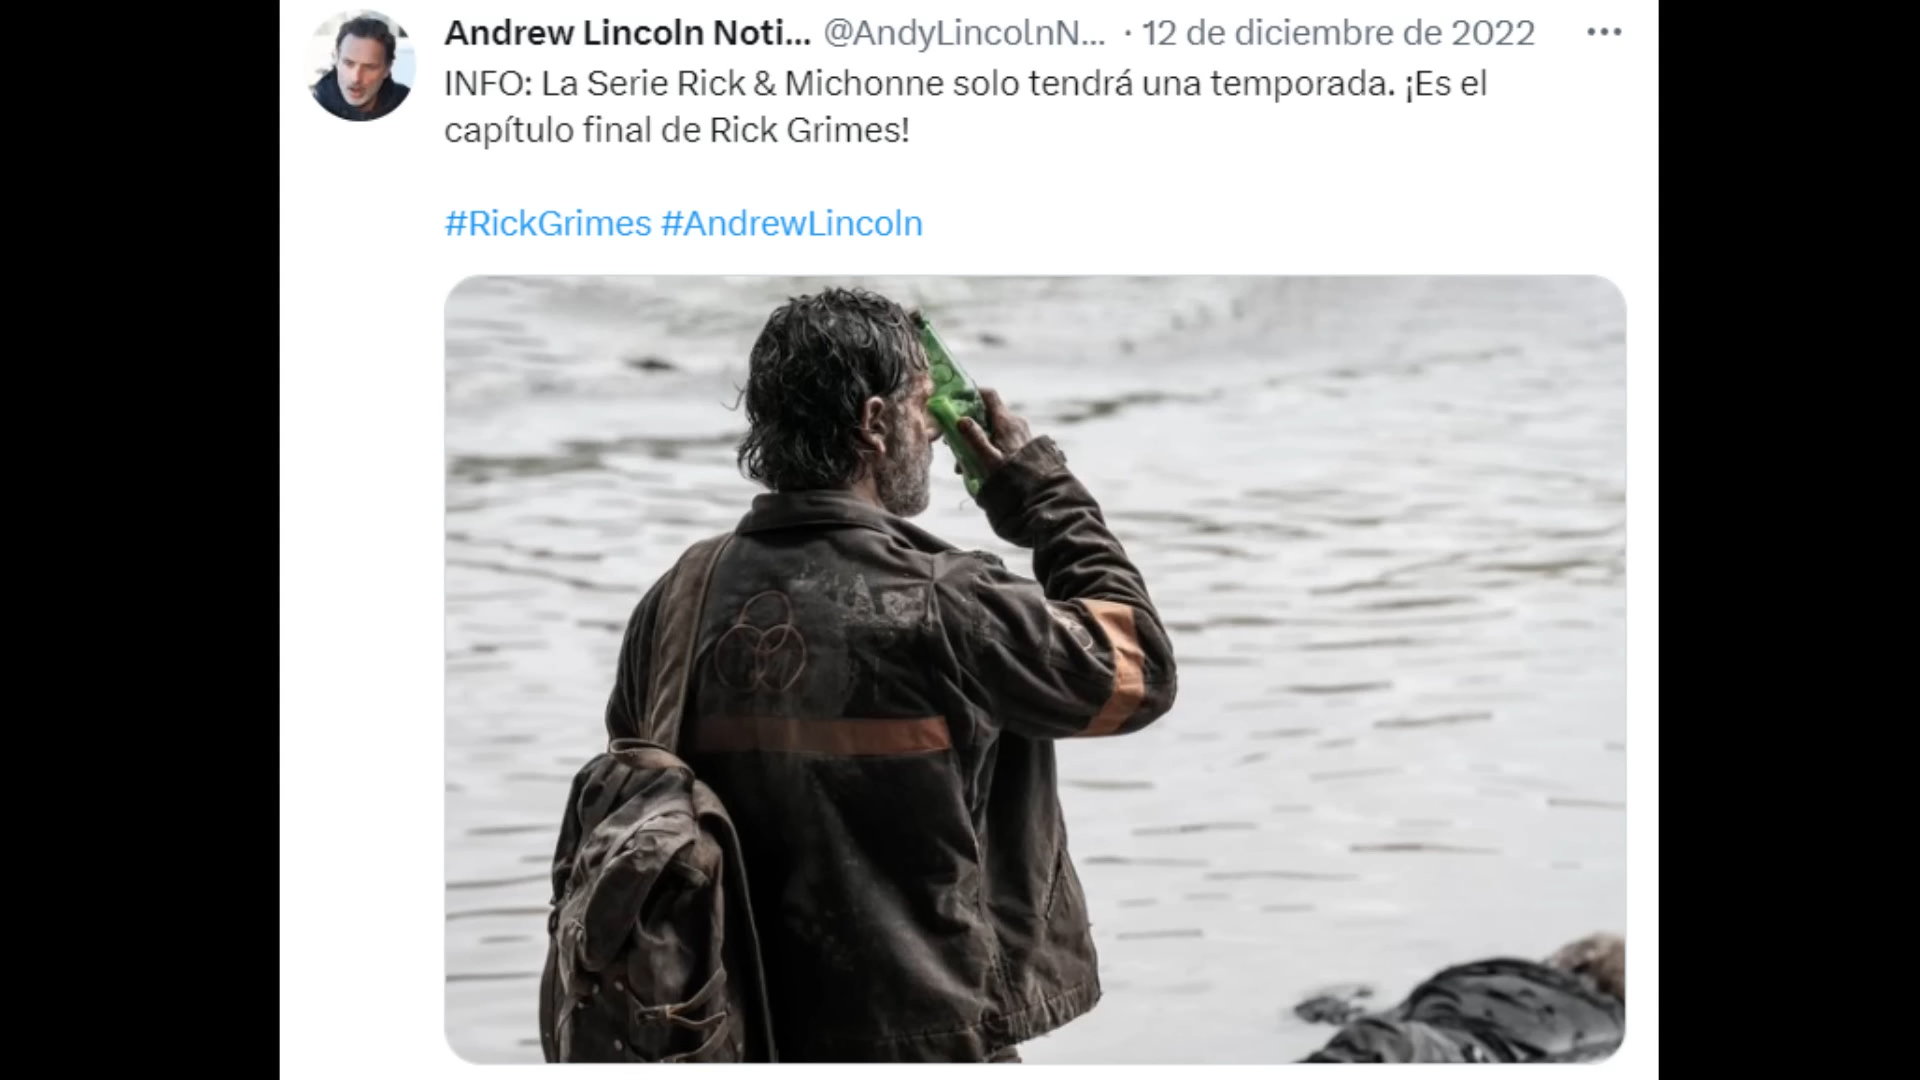 Andrew Lincoln Noti... @AndyLincolnN... · 12 de diciembre de 2022
INFO: La Serie Rick & Michonne solo tendrá una temporada. ¡Es el
capítulo final de Rick Grimes!
#RickGrimes #AndrewLincoln